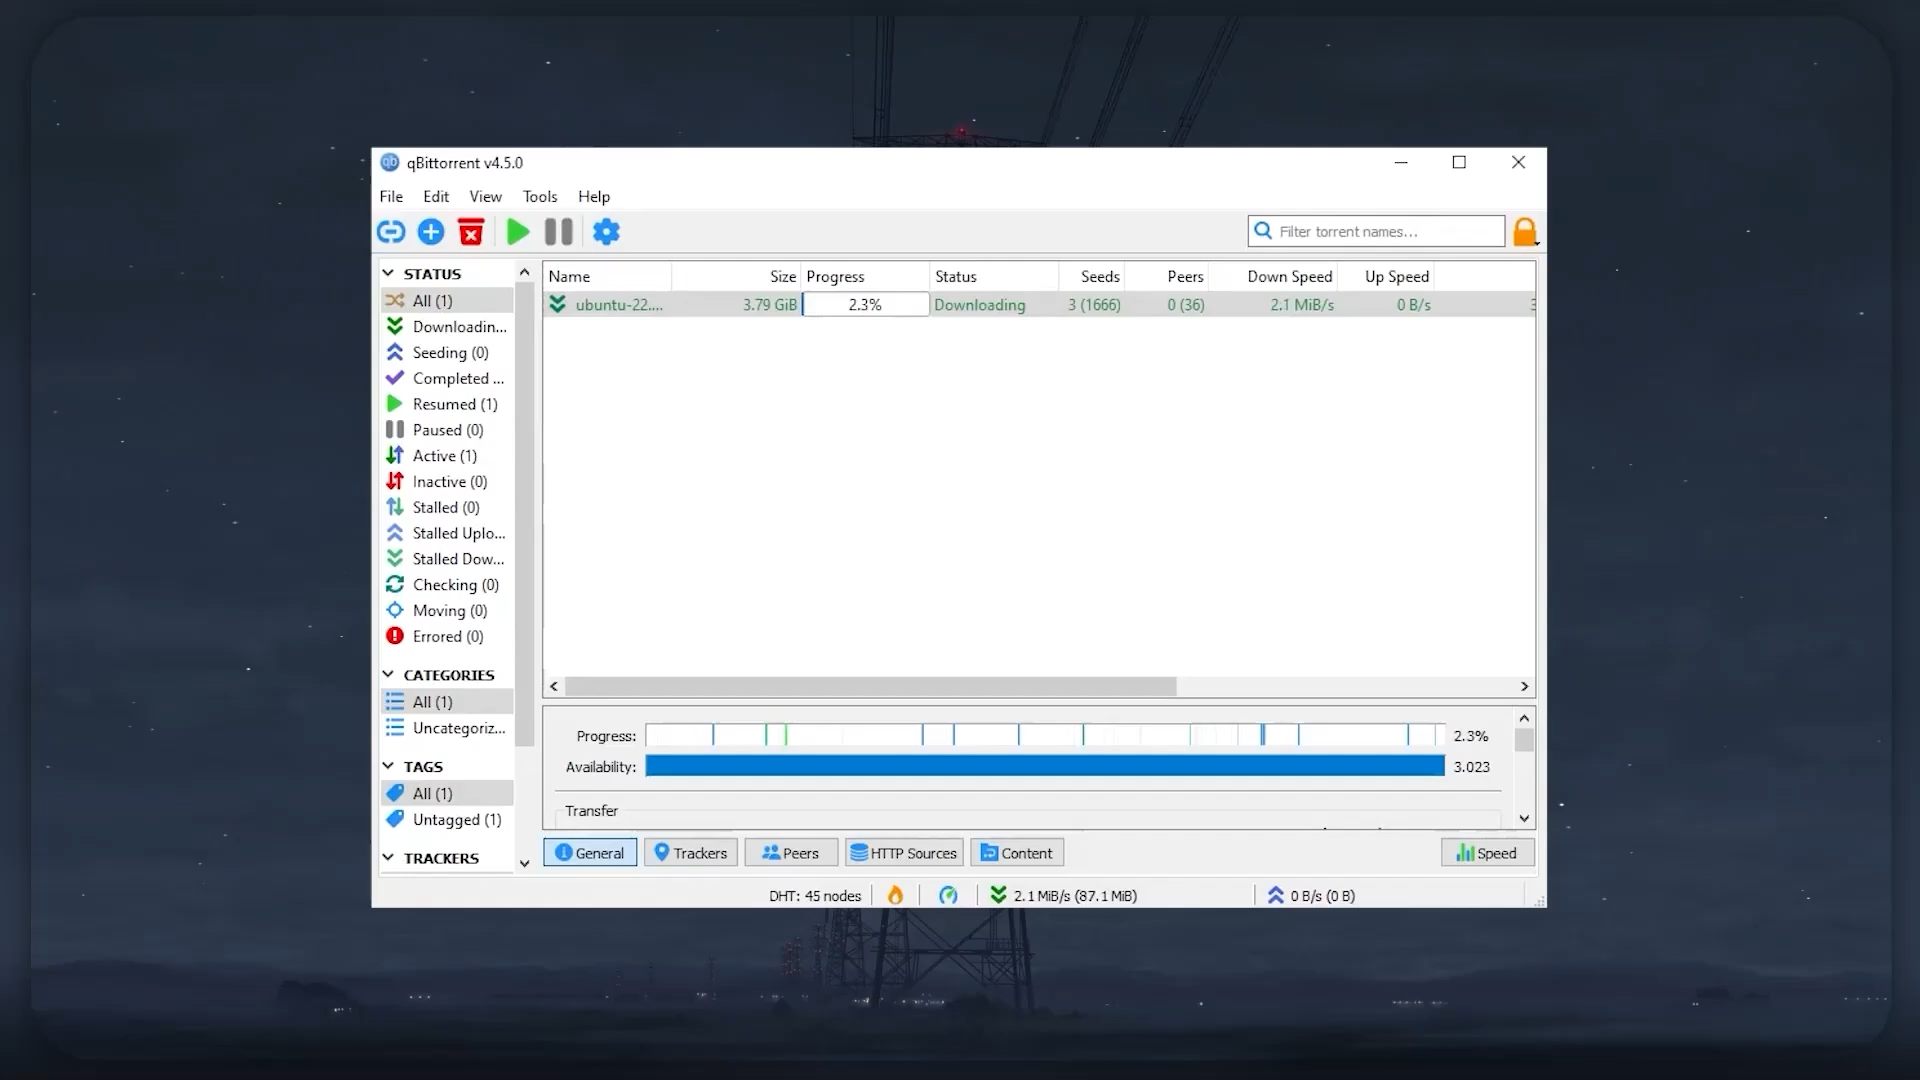 qBittorrent v4.5.0
File Edit View Tools Help
Filter torrent names...
STATUS
All (1)
Downloadin...
Seeding (0)
Completed ...
Resumed (1)
Paused (0)
Active (1)
Inactive (0)
Stalled (0)
Stalled Uplo...
Stalled Dow...
Checking (0)
Moving (0)
Errored (0)
CATEGORIES
All (1)
Uncategoriz...
TAGS
All (1)
Untagged (1)
TRACKERS
Name Size Progress Status Seeds Peers Down Speed Up Speed
ubuntu-22.... 3.79 GiB 2.3% Downloading 3 (1666) 0 (36) 2.1 MiB/s 0 B/s
Progress: 2.3%
Availability: 3.023
Transfer
General Trackers Peers HTTP Sources Content Speed
DHT: 45 nodes 2.1 MiB/s (87.1 MiB) 0 B/s (0 B)